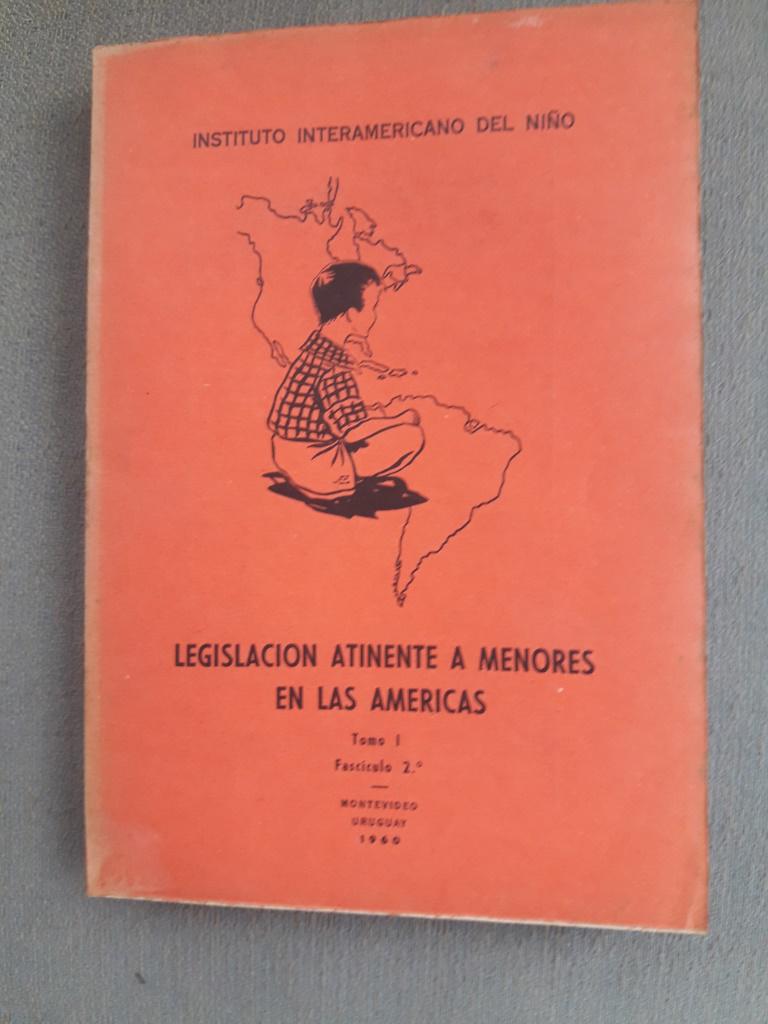 INSTITUTO INTERAMERICANO DEL NIÑO
LEGISLACION ATINENTE A MENORES
EN LAS AMERICAS
Tomo I
Fascículo 2.º
MONTEVIDEO
URUGUAY
1960